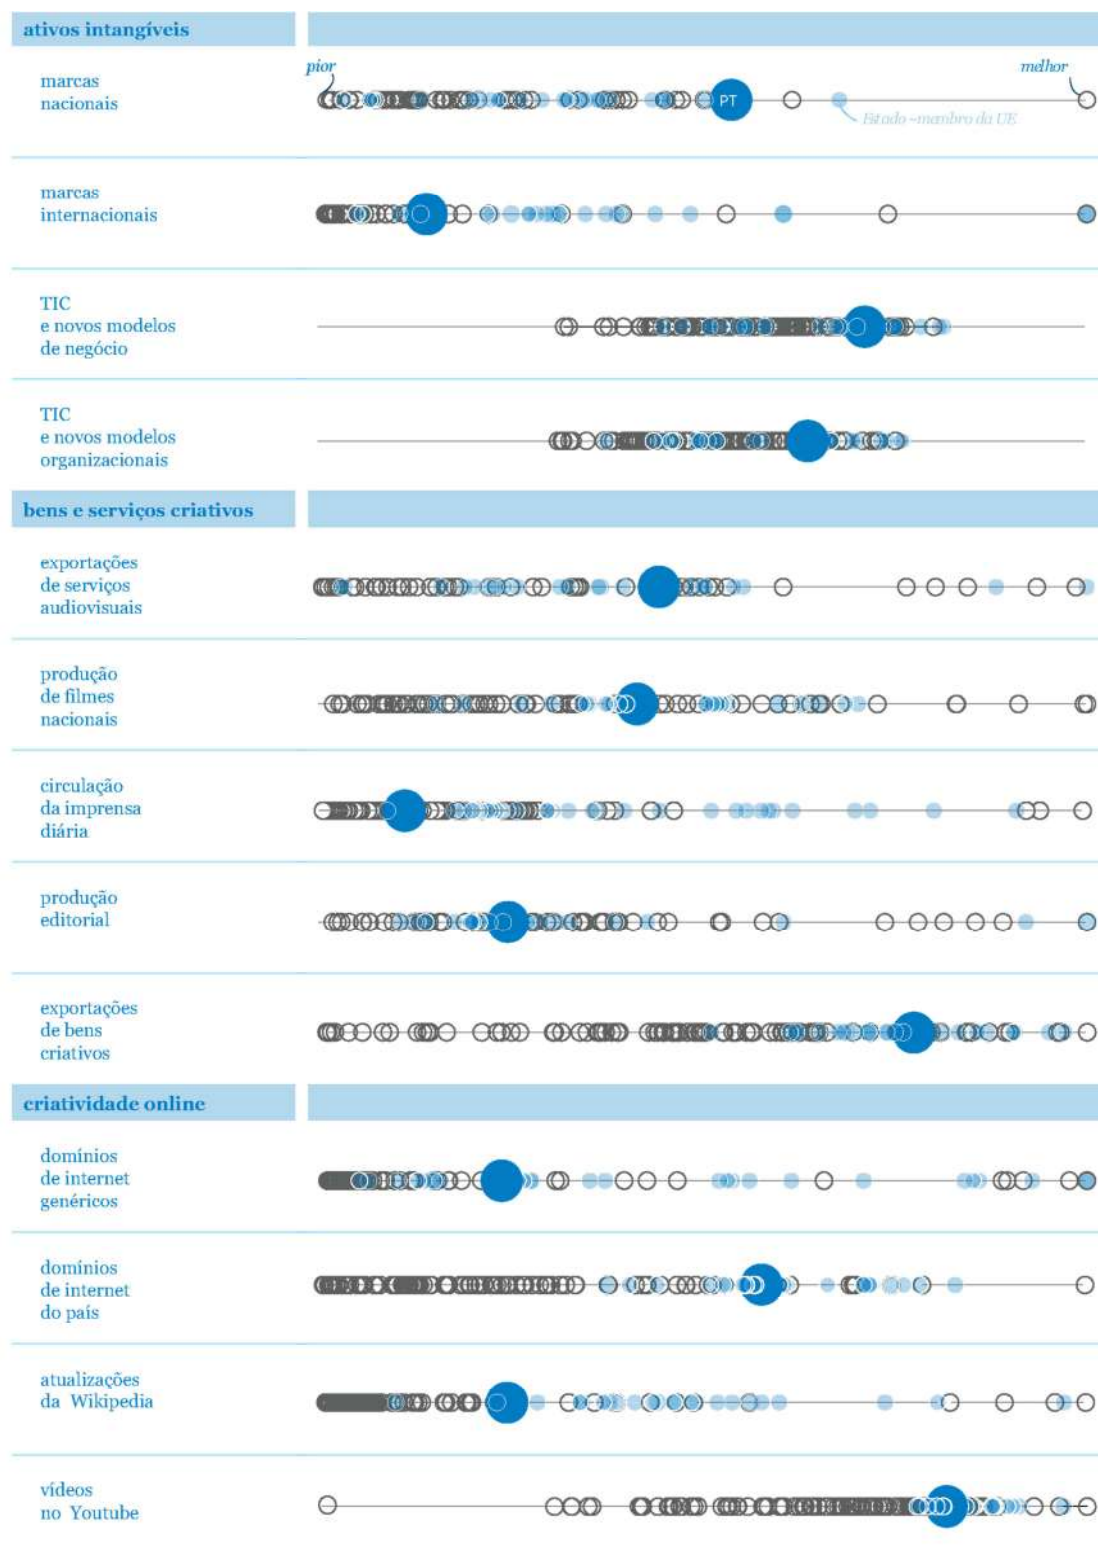 ativos intangíveis
pior
melhor
marcas
nacionais
PT
Estado-membro da UE
marcas
internacionais
TIC
e novos modelos
de negócio
TIC
e novos modelos
organizacionais
bens e serviços criativos
exportações
de serviços
audiovisuais
produção
de filmes
nacionais
circulação
da imprensa
diária
produção
editorial
exportações
de bens
criativos
criatividade online
domínios
de internet
genéricos
domínios
de internet
do país
atualizações
da Wikipedia
vídeos
no Youtube